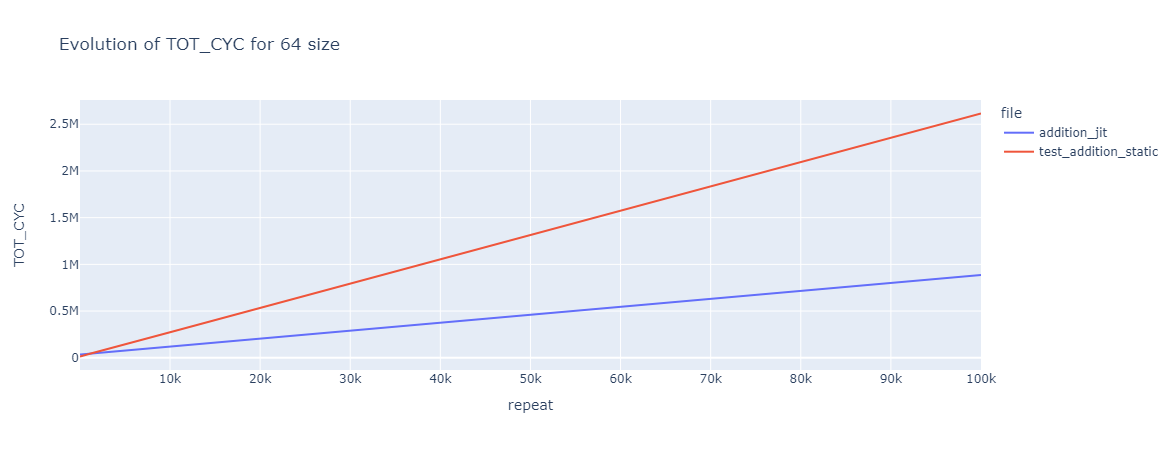 Evolution of TOT_CYC for 64 size
file
addition_jit
test_addition_static
2.5M
2M
1.5M
1M
0.5M
0
TOT_CYC
10k 20k 30k 40k 50k 60k 70k 80k 90k 100k
repeat